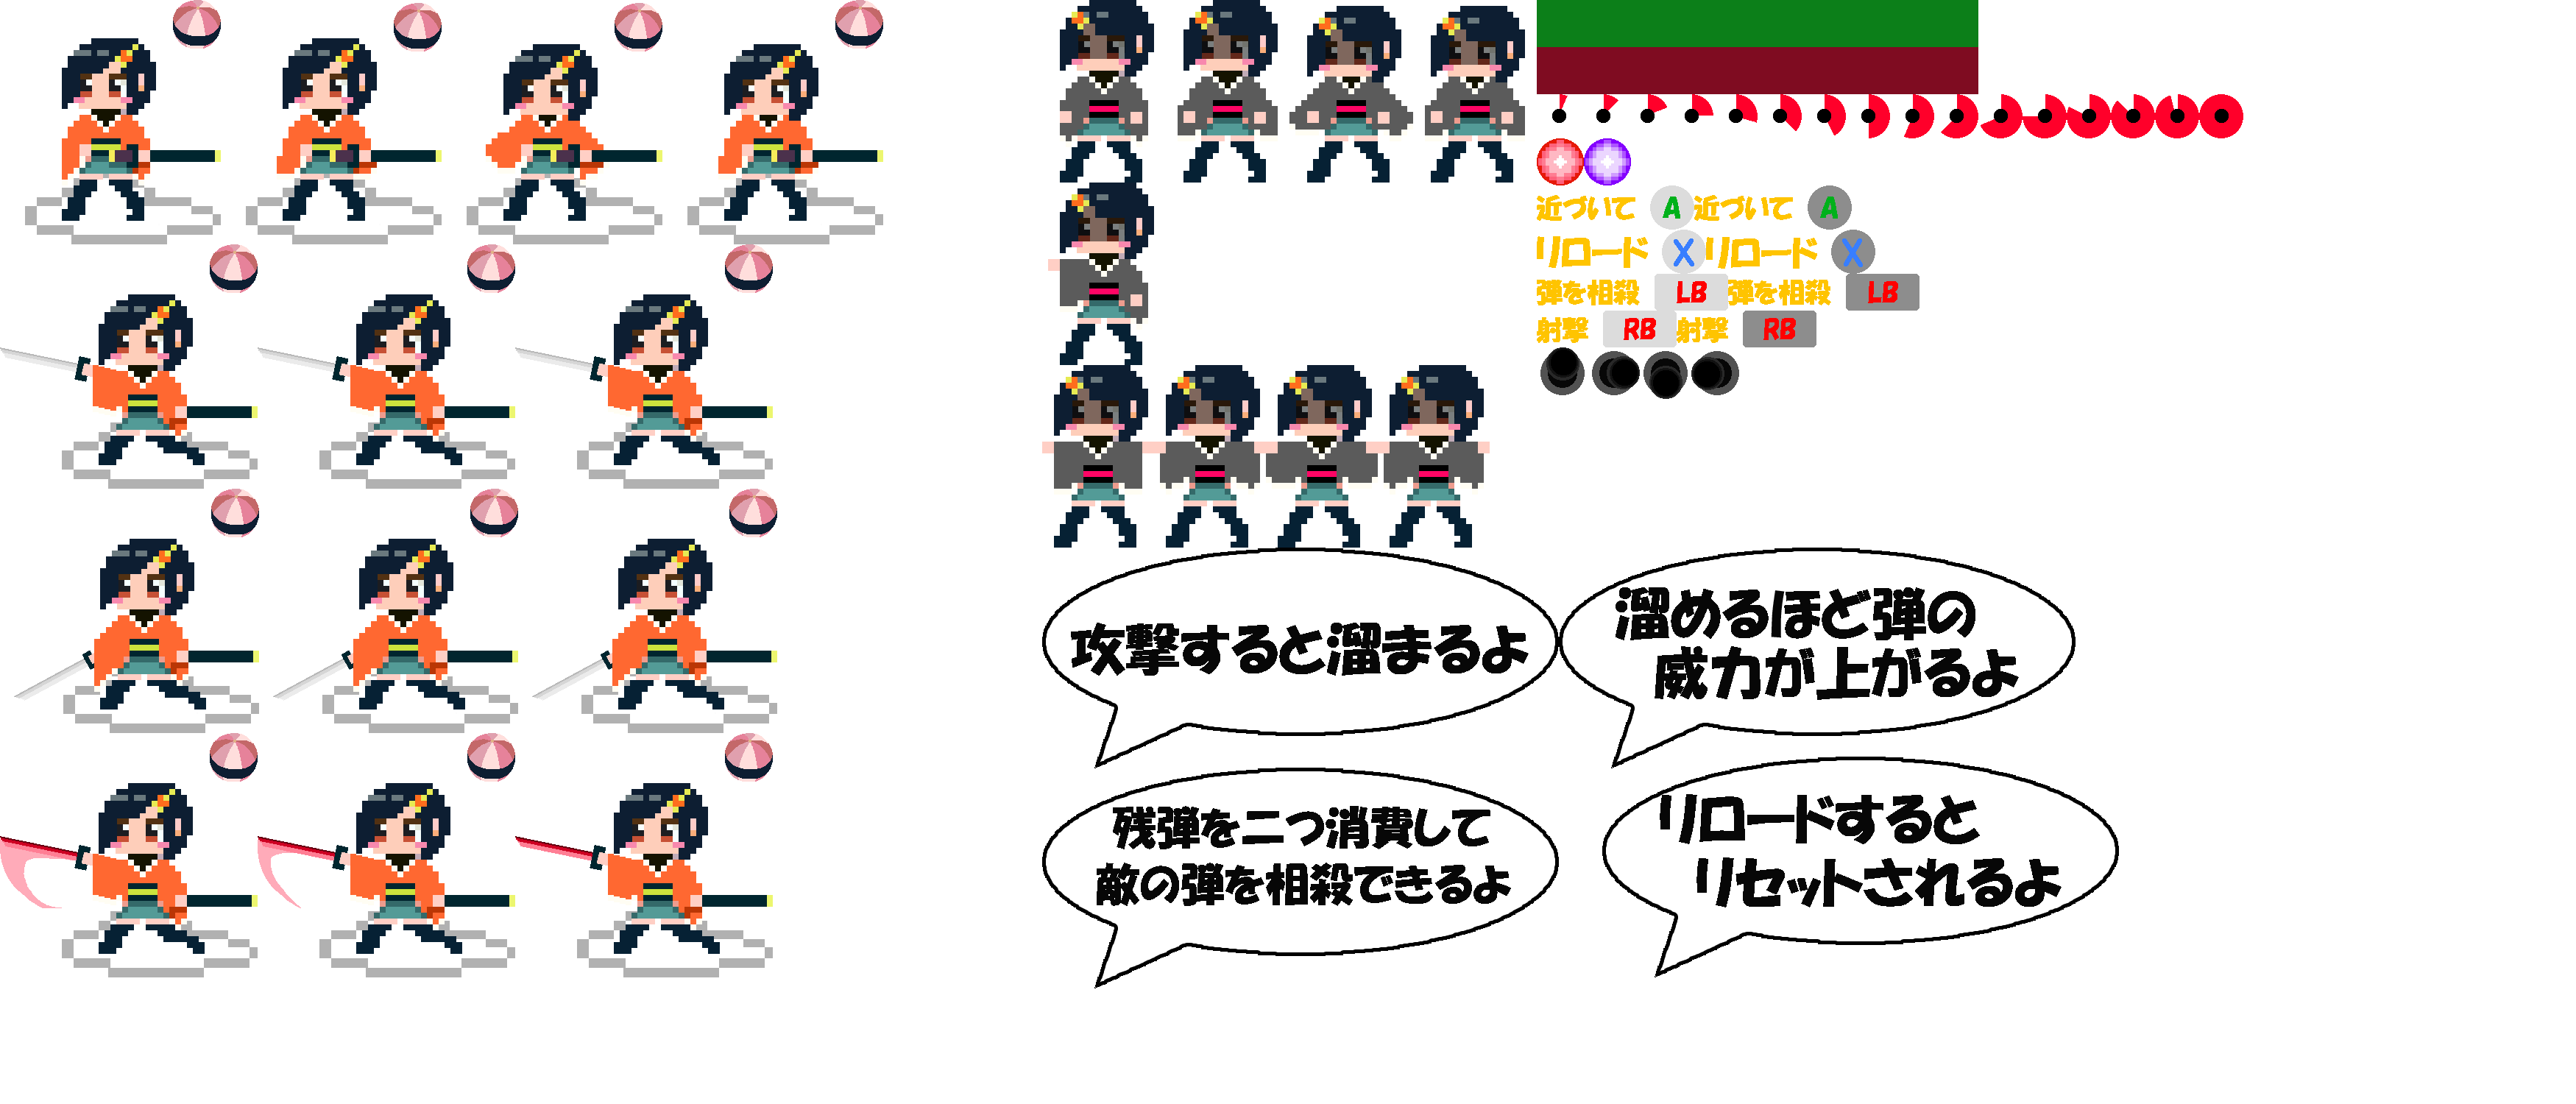 近づいて A 近づいて A
リロード X リロード X
弾を相殺 LB 弾を相殺 LB
射撃 RB 射撃 RB
攻撃すると溜まるよ
溜めるほど弾の
威力が上がるよ
残弾を二つ消費して
敵の弾を相殺できるよ
リロードすると
リセットされるよ